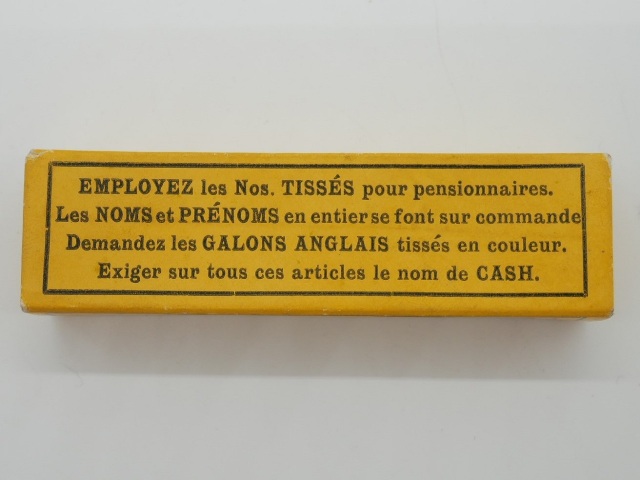 EMPLOYEZ les Nos. TISSÉS pour pensionnaires.
Les NOMS et PRÉNOMS en entier se font sur commande
Demandez les GALONS ANGLAIS tissés en couleur.
Exiger sur tous ces articles le nom de CASH.